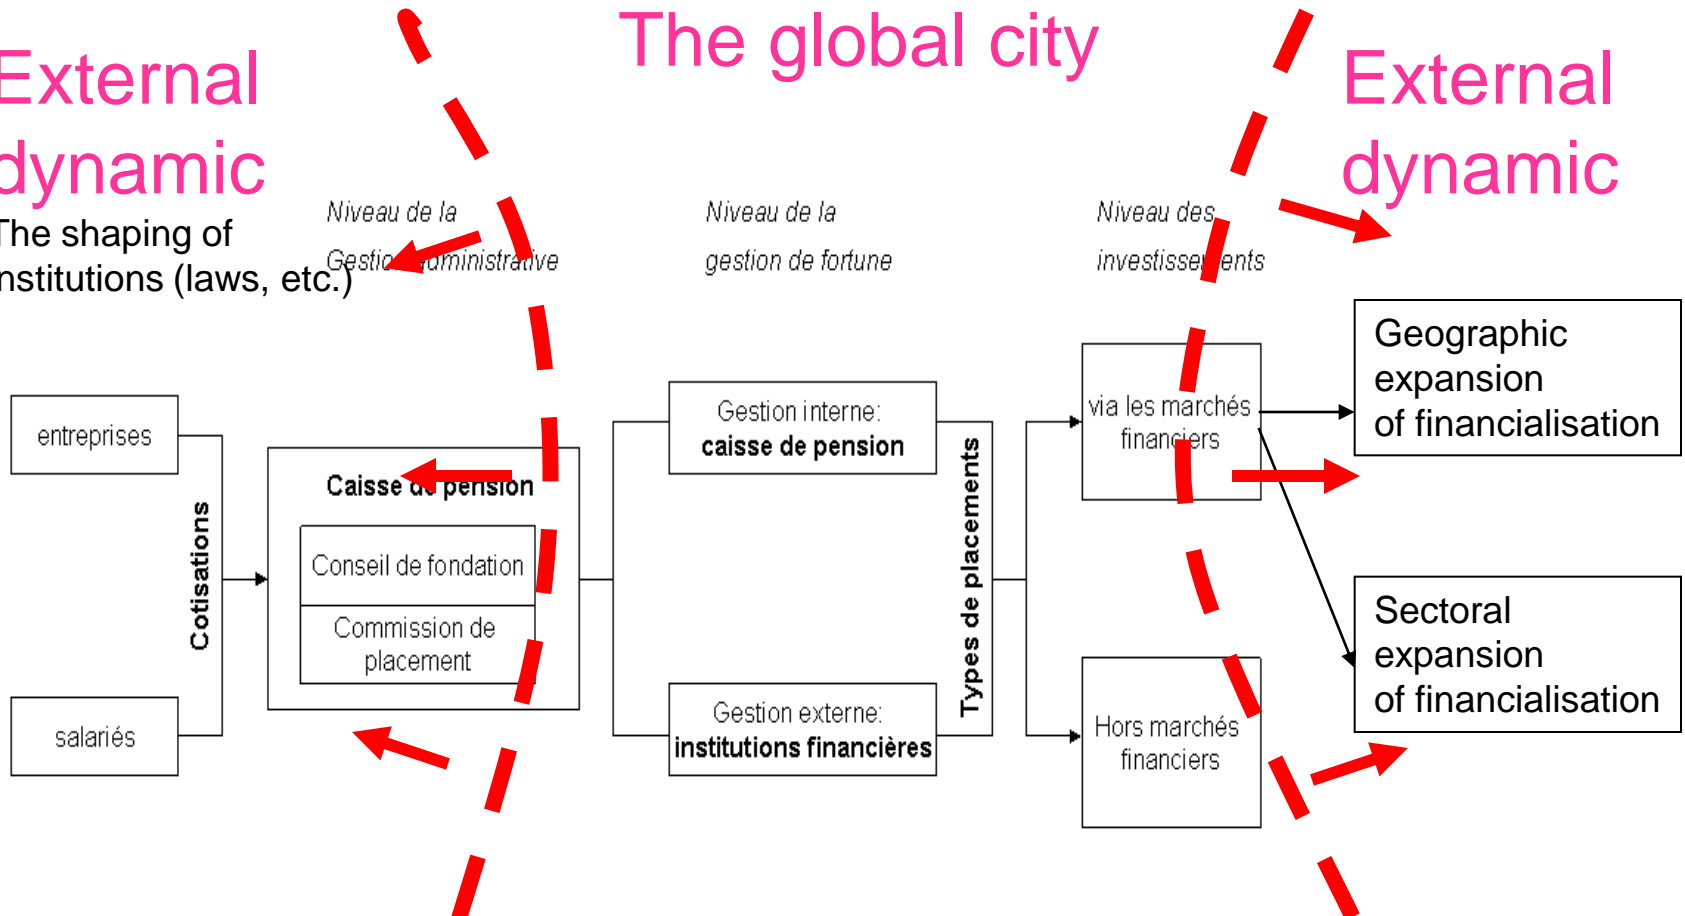 The global city
External
dynamic
External
dynamic
The shaping of
institutions (laws, etc.)
Niveau de la
Gestion administrative
Niveau de la
gestion de fortune
Niveau des
investissements
entreprises
salariés
Cotisations
Caisse de pension
Conseil de fondation
Commission de
placement
Gestion interne:
caisse de pension
Gestion externe:
institutions financières
Types de placements
via les marchés
financiers
Hors marchés
financiers
Geographic
expansion
of financialisation
Sectoral
expansion
of financialisation